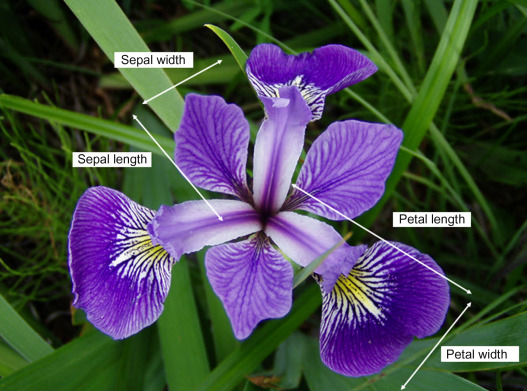 Sepal width
Sepal length
Petal length
Petal width